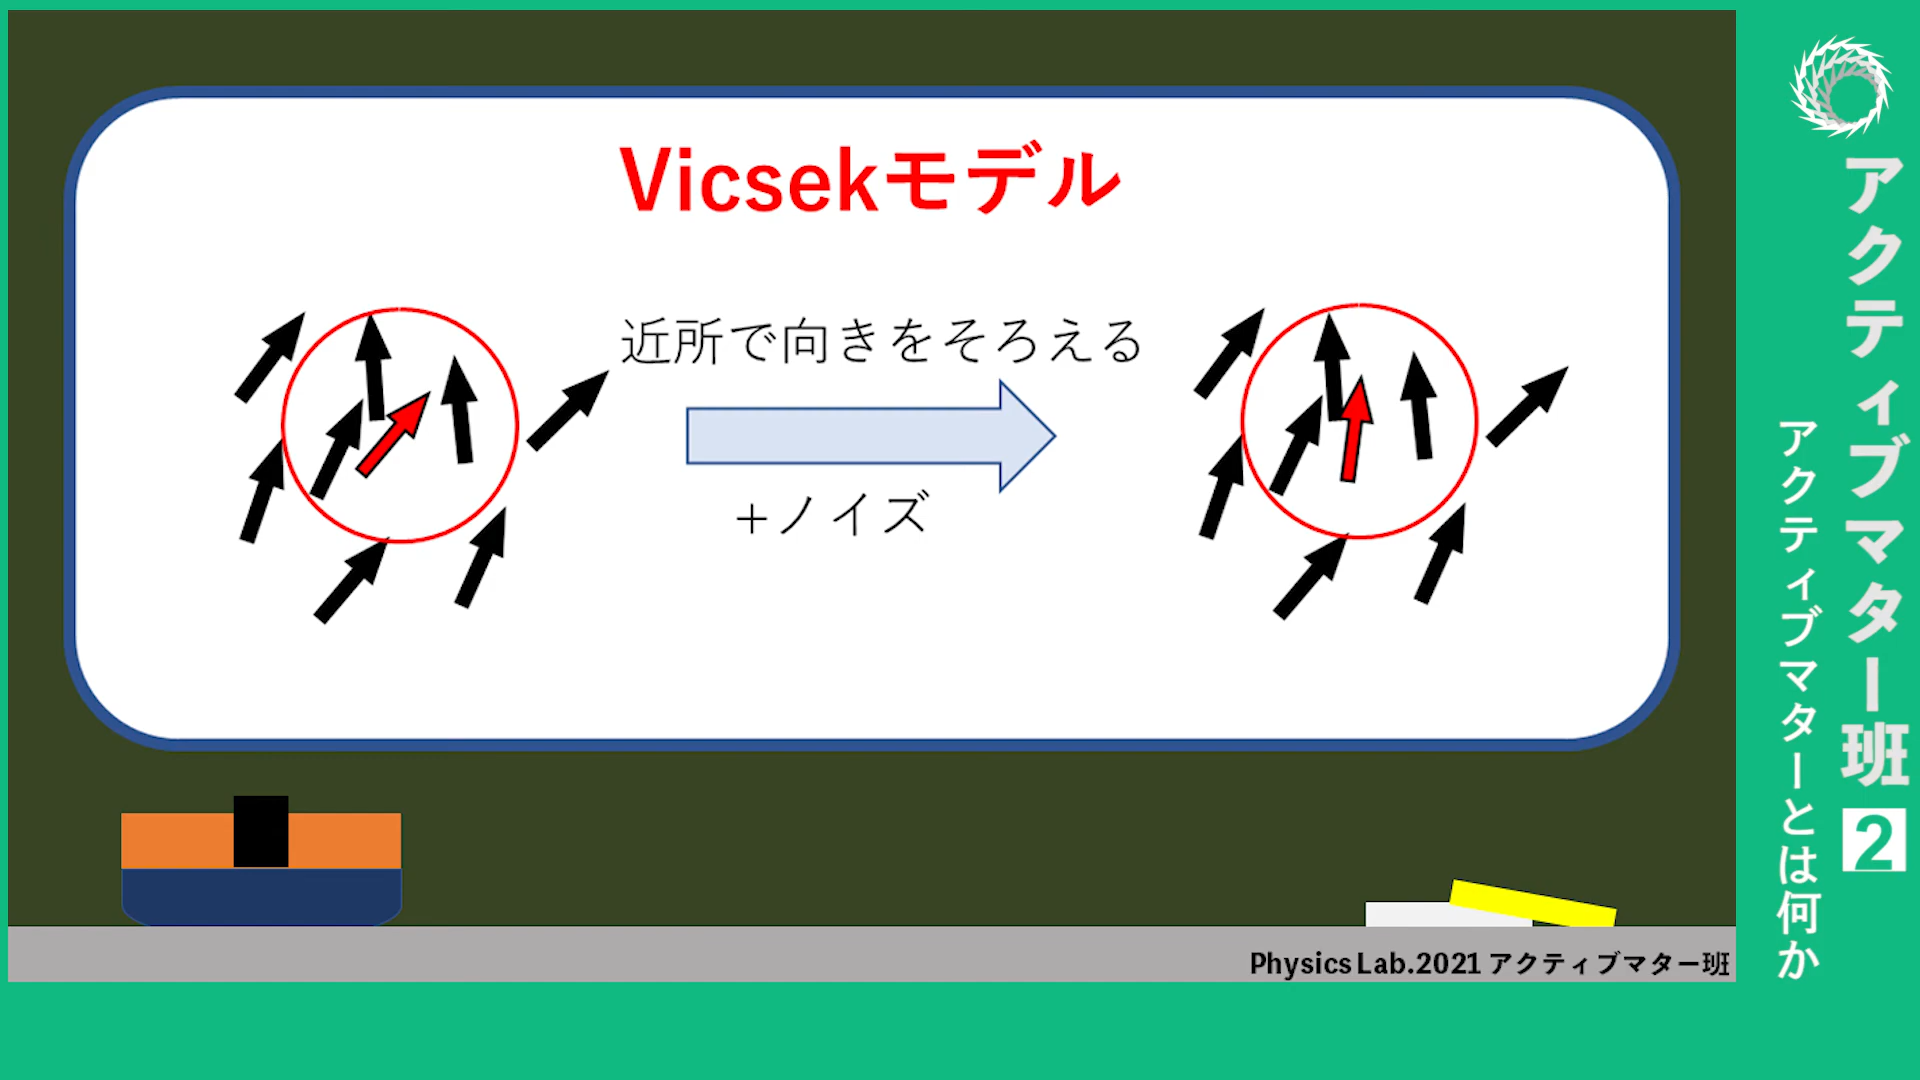 Vicsekモデル
近所で向きをそろえる
+ノイズ
Physics Lab.2021 アクティブマター班
アクティブマター班 2
アクティブマターとは何か